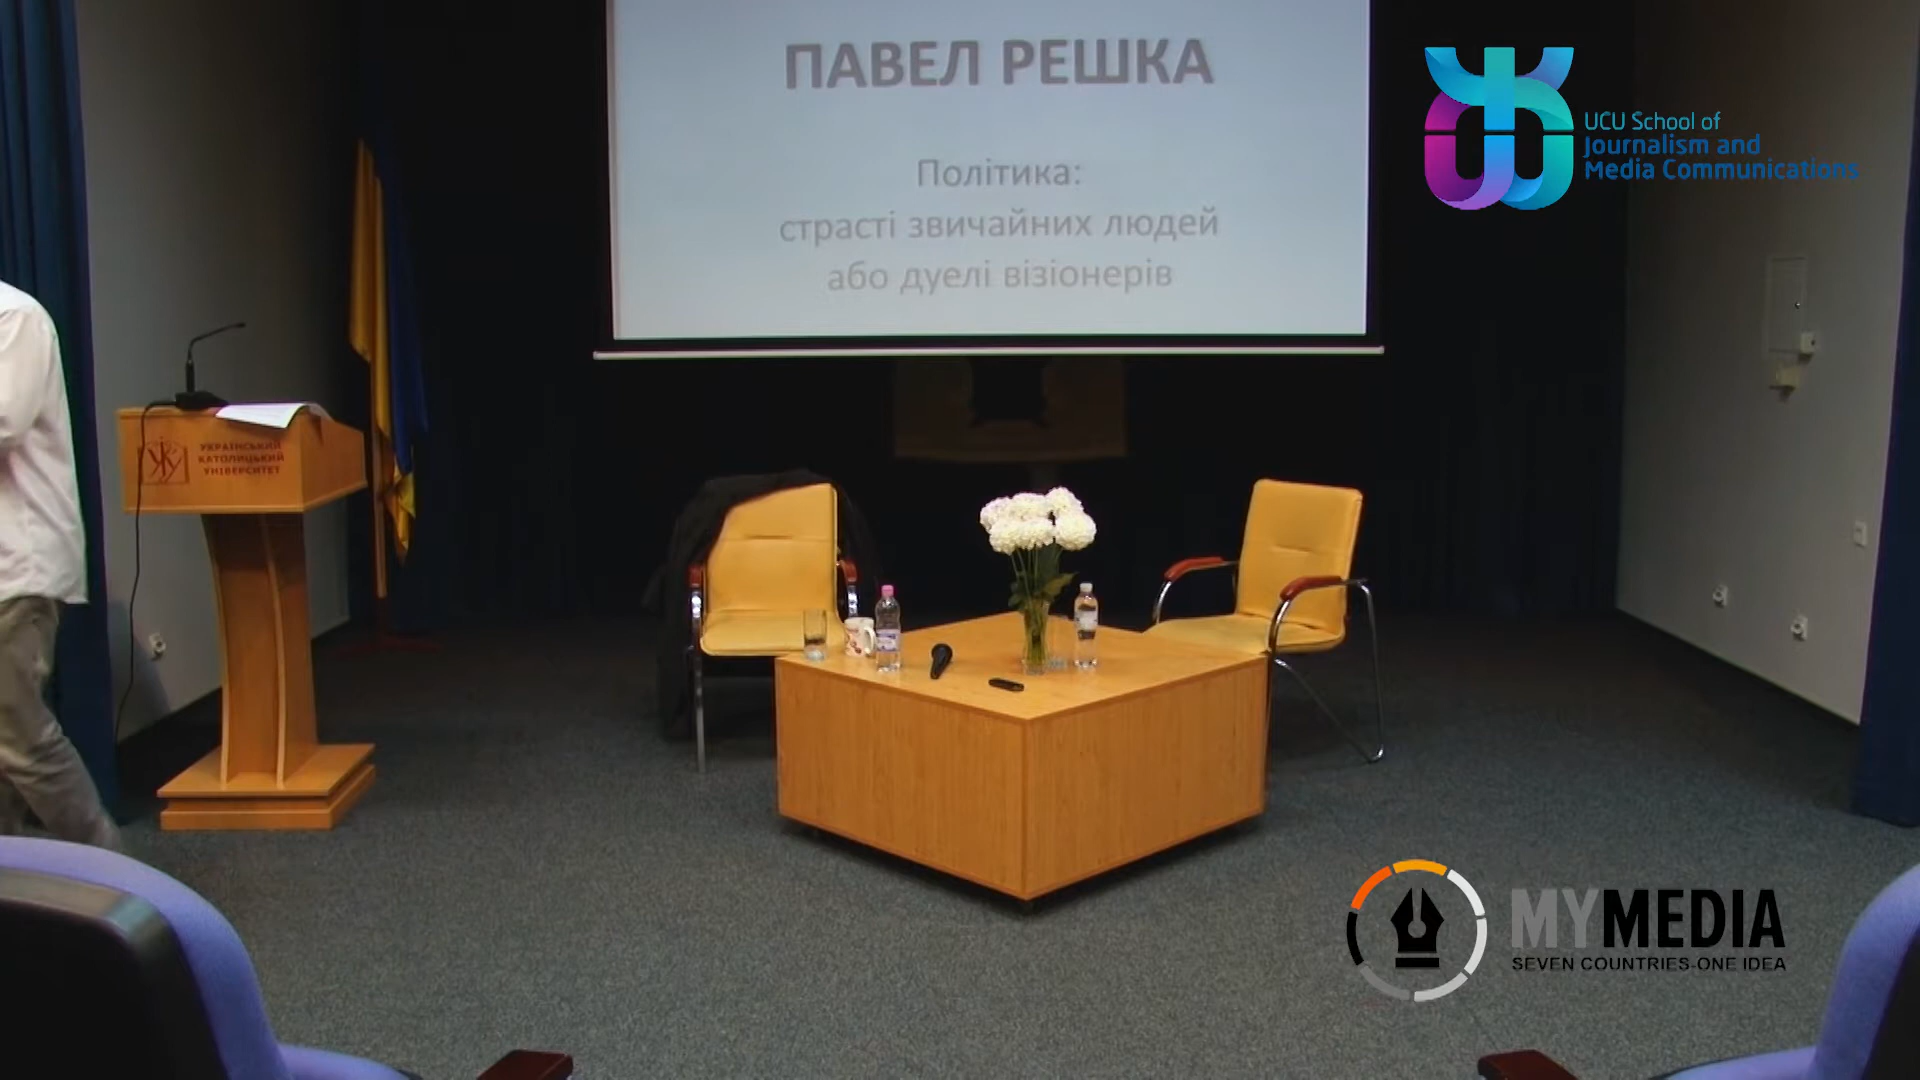 ПАВЕЛ РЕШКА
Політика:
страсті звичайних людей
або дуелі візіонерів
UCU School of
Journalism and
Media Communications
УКРАЇНСЬКИЙ
КАТОЛИЦЬКИЙ
УНІВЕРСИТЕТ
MYMEDIA
SEVEN COUNTRIES-ONE IDEA